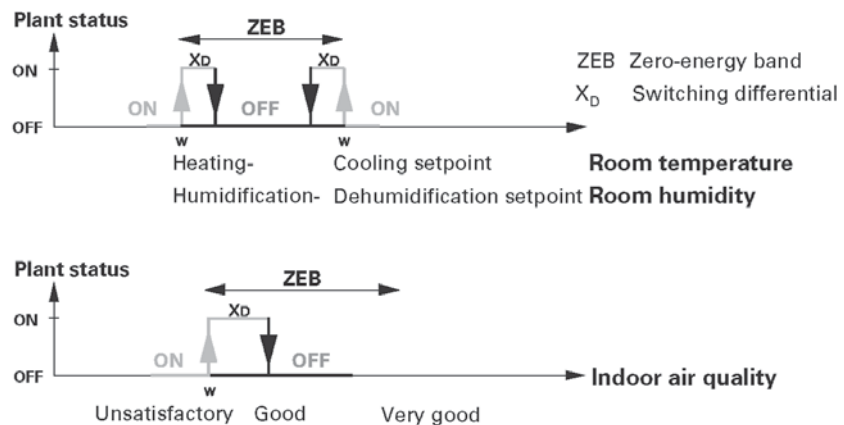 Plant status
ZEB
XD XD
ZEB Zero-energy band
ON
XD Switching differential
ON OFF ON
OFF
w w
Heating- Cooling setpoint Room temperature
Humidification- Dehumidification setpoint Room humidity
Plant status
ZEB
XD
ON
ON OFF
OFF
Indoor air quality
w
Unsatisfactory Good Very good